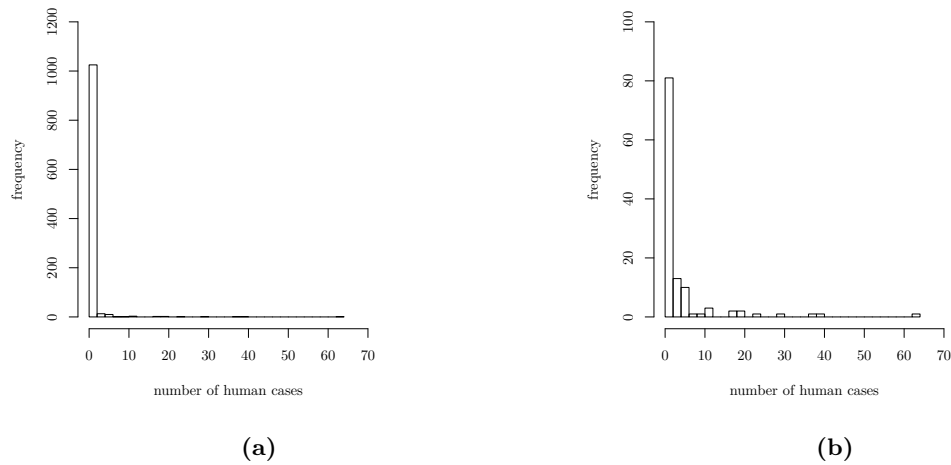 frequency
0 200 400 600 800 1000 1200
0 10 20 30 40 50 60 70
number of human cases
(a)
frequency
0 20 40 60 80 100
0 10 20 30 40 50 60 70
number of human cases
(b)